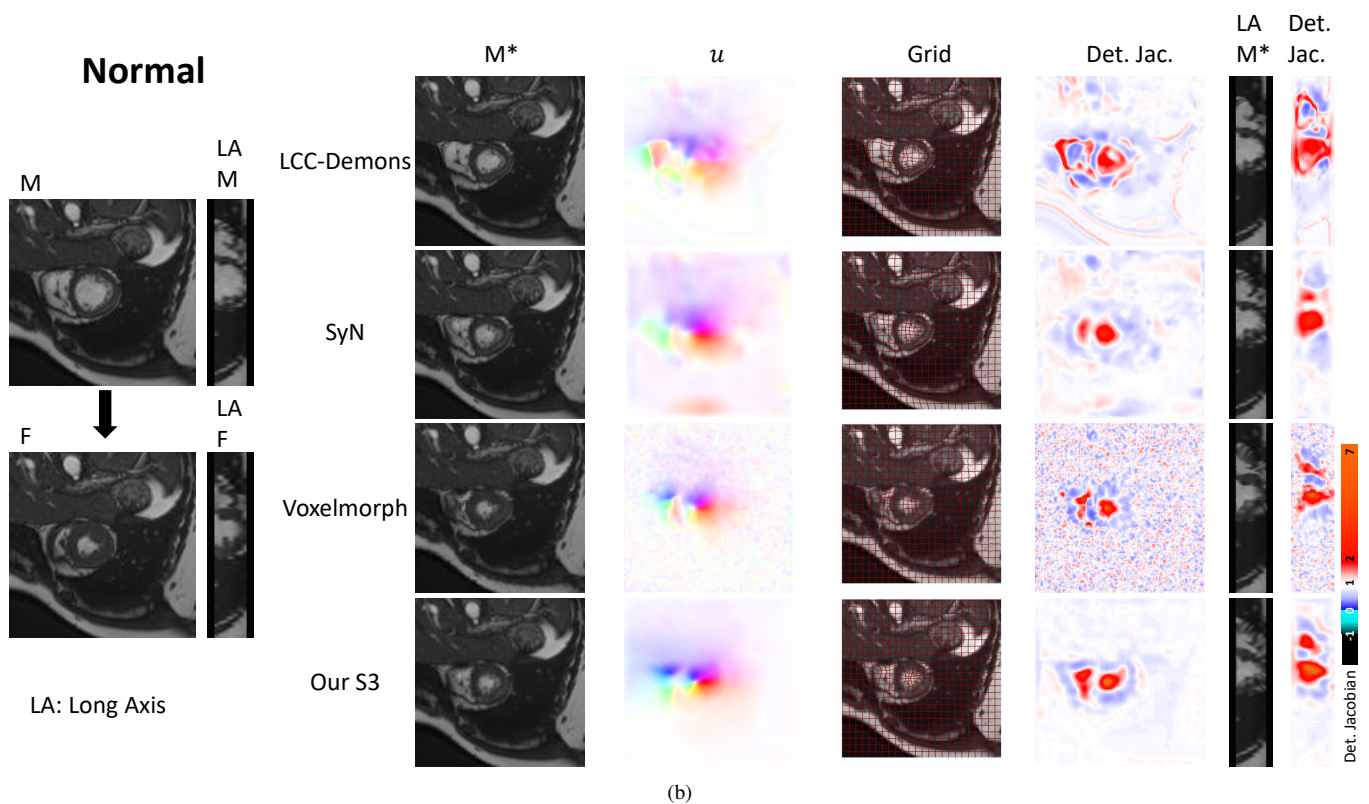 Normal
M
LA
M
F
LA
F
LA: Long Axis
M*
u
Grid
Det. Jac.
LA
M*
Det.
Jac.
LCC-Demons
SyN
Voxelmorph
Our S3
7
2
1
0
-1
Det. Jacobian
(b)